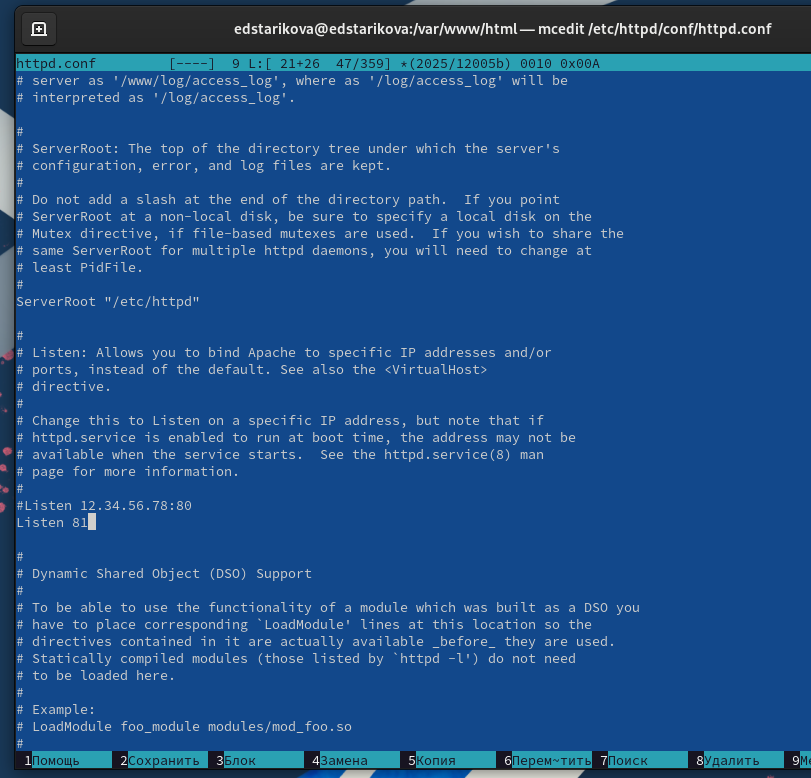 edstarikova@edstarikova:/var/www/html — mcedit /etc/httpd/conf/httpd.conf
httpd.conf         [----]  9 L:[ 21+26  47/359] *(2025/12005b) 0010 0x00A
# server as '/www/log/access_log', where as '/log/access_log' will be
# interpreted as '/log/access_log'.
#
# ServerRoot: The top of the directory tree under which the server's
# configuration, error, and log files are kept.
#
# Do not add a slash at the end of the directory path.  If you point
# ServerRoot at a non-local disk, be sure to specify a local disk on the
# Mutex directive, if file-based mutexes are used.  If you wish to share the
# same ServerRoot for multiple httpd daemons, you will need to change at
# least PidFile.
#
ServerRoot "/etc/httpd"
#
# Listen: Allows you to bind Apache to specific IP addresses and/or
# ports, instead of the default. See also the <VirtualHost>
# directive.
#
# Change this to Listen on a specific IP address, but note that if
# httpd.service is enabled to run at boot time, the address may not be
# available when the service starts.  See the httpd.service(8) man
# page for more information.
#
#Listen 12.34.56.78:80
Listen 81
#
# Dynamic Shared Object (DSO) Support
#
# To be able to use the functionality of a module which was built as a DSO you
# have to place corresponding `LoadModule' lines at this location so the
# directives contained in it are actually available _before_ they are used.
# Statically compiled modules (those listed by `httpd -l') do not need
# to be loaded here.
#
# Example:
# LoadModule foo_module modules/mod_foo.so
#
1Помощь 2Сохранить 3Блок 4Замена 5Копия 6Перем~тить 7Поиск 8Удалить 9